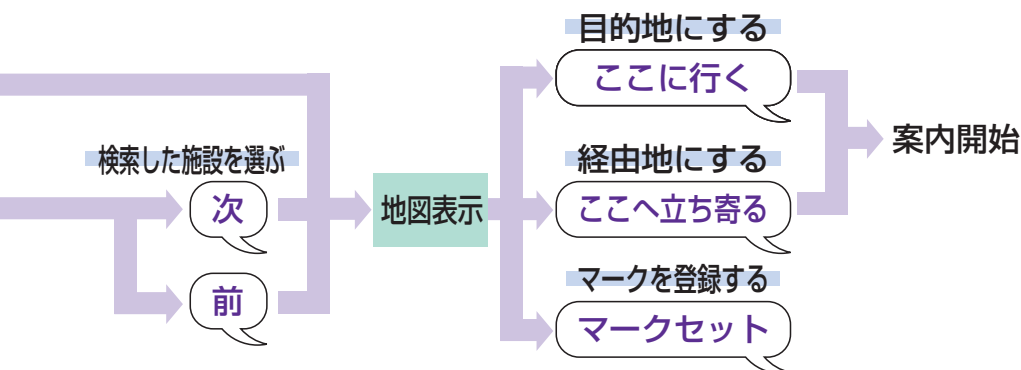 検索した施設を選ぶ
次
前
地図表示
目的地にする
ここに行く
経由地にする
ここへ立ち寄る
マークを登録する
マークセット
案内開始